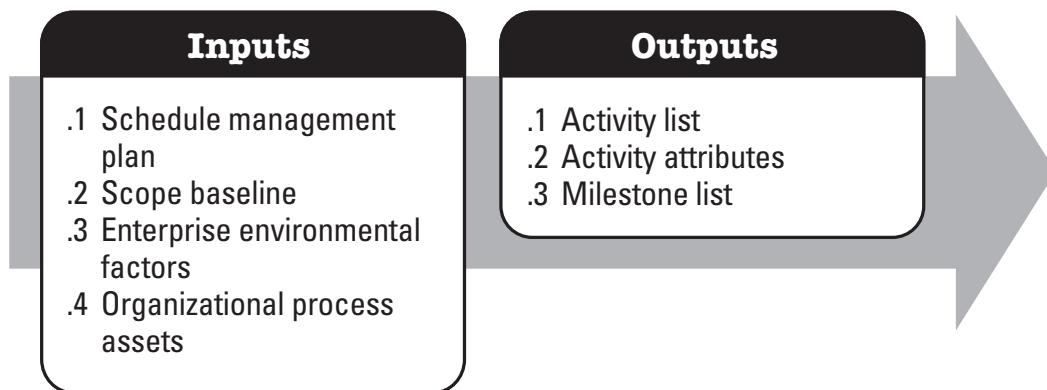 Inputs
.1 Schedule management
plan
.2 Scope baseline
.3 Enterprise environmental
factors
.4 Organizational process
assets
Outputs
.1 Activity list
.2 Activity attributes
.3 Milestone list